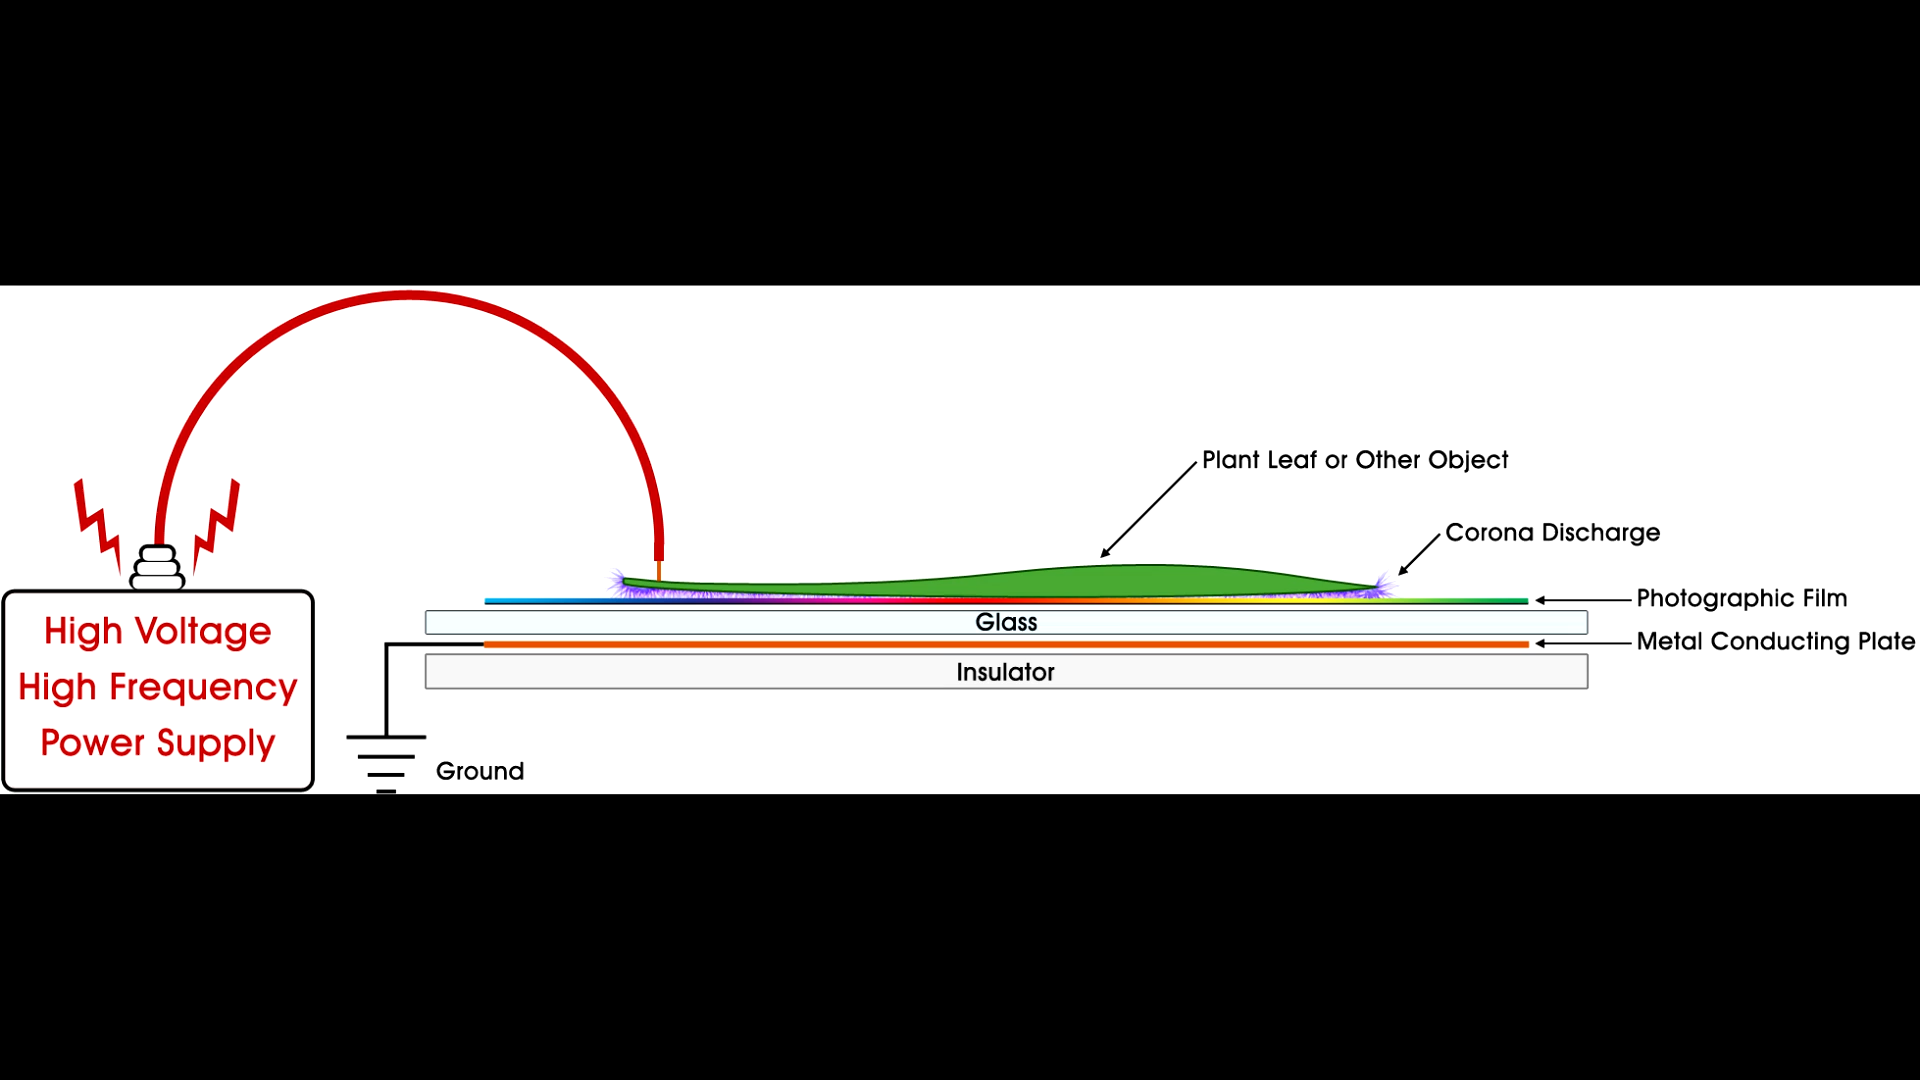 Plant Leaf or Other Object
Corona Discharge
Photographic Film
Glass
Metal Conducting Plate
Insulator
High Voltage
High Frequency
Power Supply
Ground